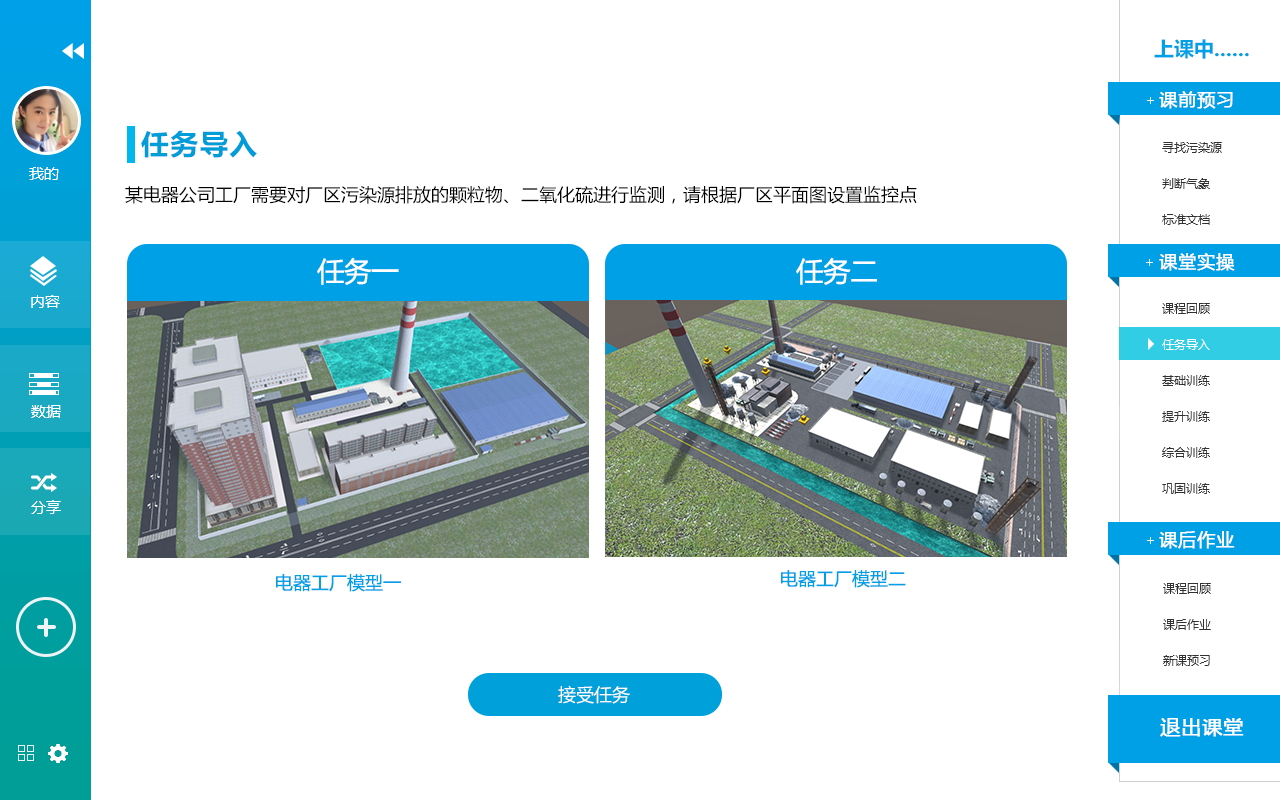 我的
内容
数据
分享
任务导入
某电器公司工厂需要对厂区污染源排放的颗粒物、二氧化硫进行监测，请根据厂区平面图设置监控点
任务一
任务二
电器工厂模型一
电器工厂模型二
接受任务
上课中......
+ 课前预习
寻找污染源
判断气象
标准文档
+ 课堂实操
课程回顾
任务导入
基础训练
提升训练
综合训练
巩固训练
+ 课后作业
课程回顾
课后作业
新课预习
退出课堂